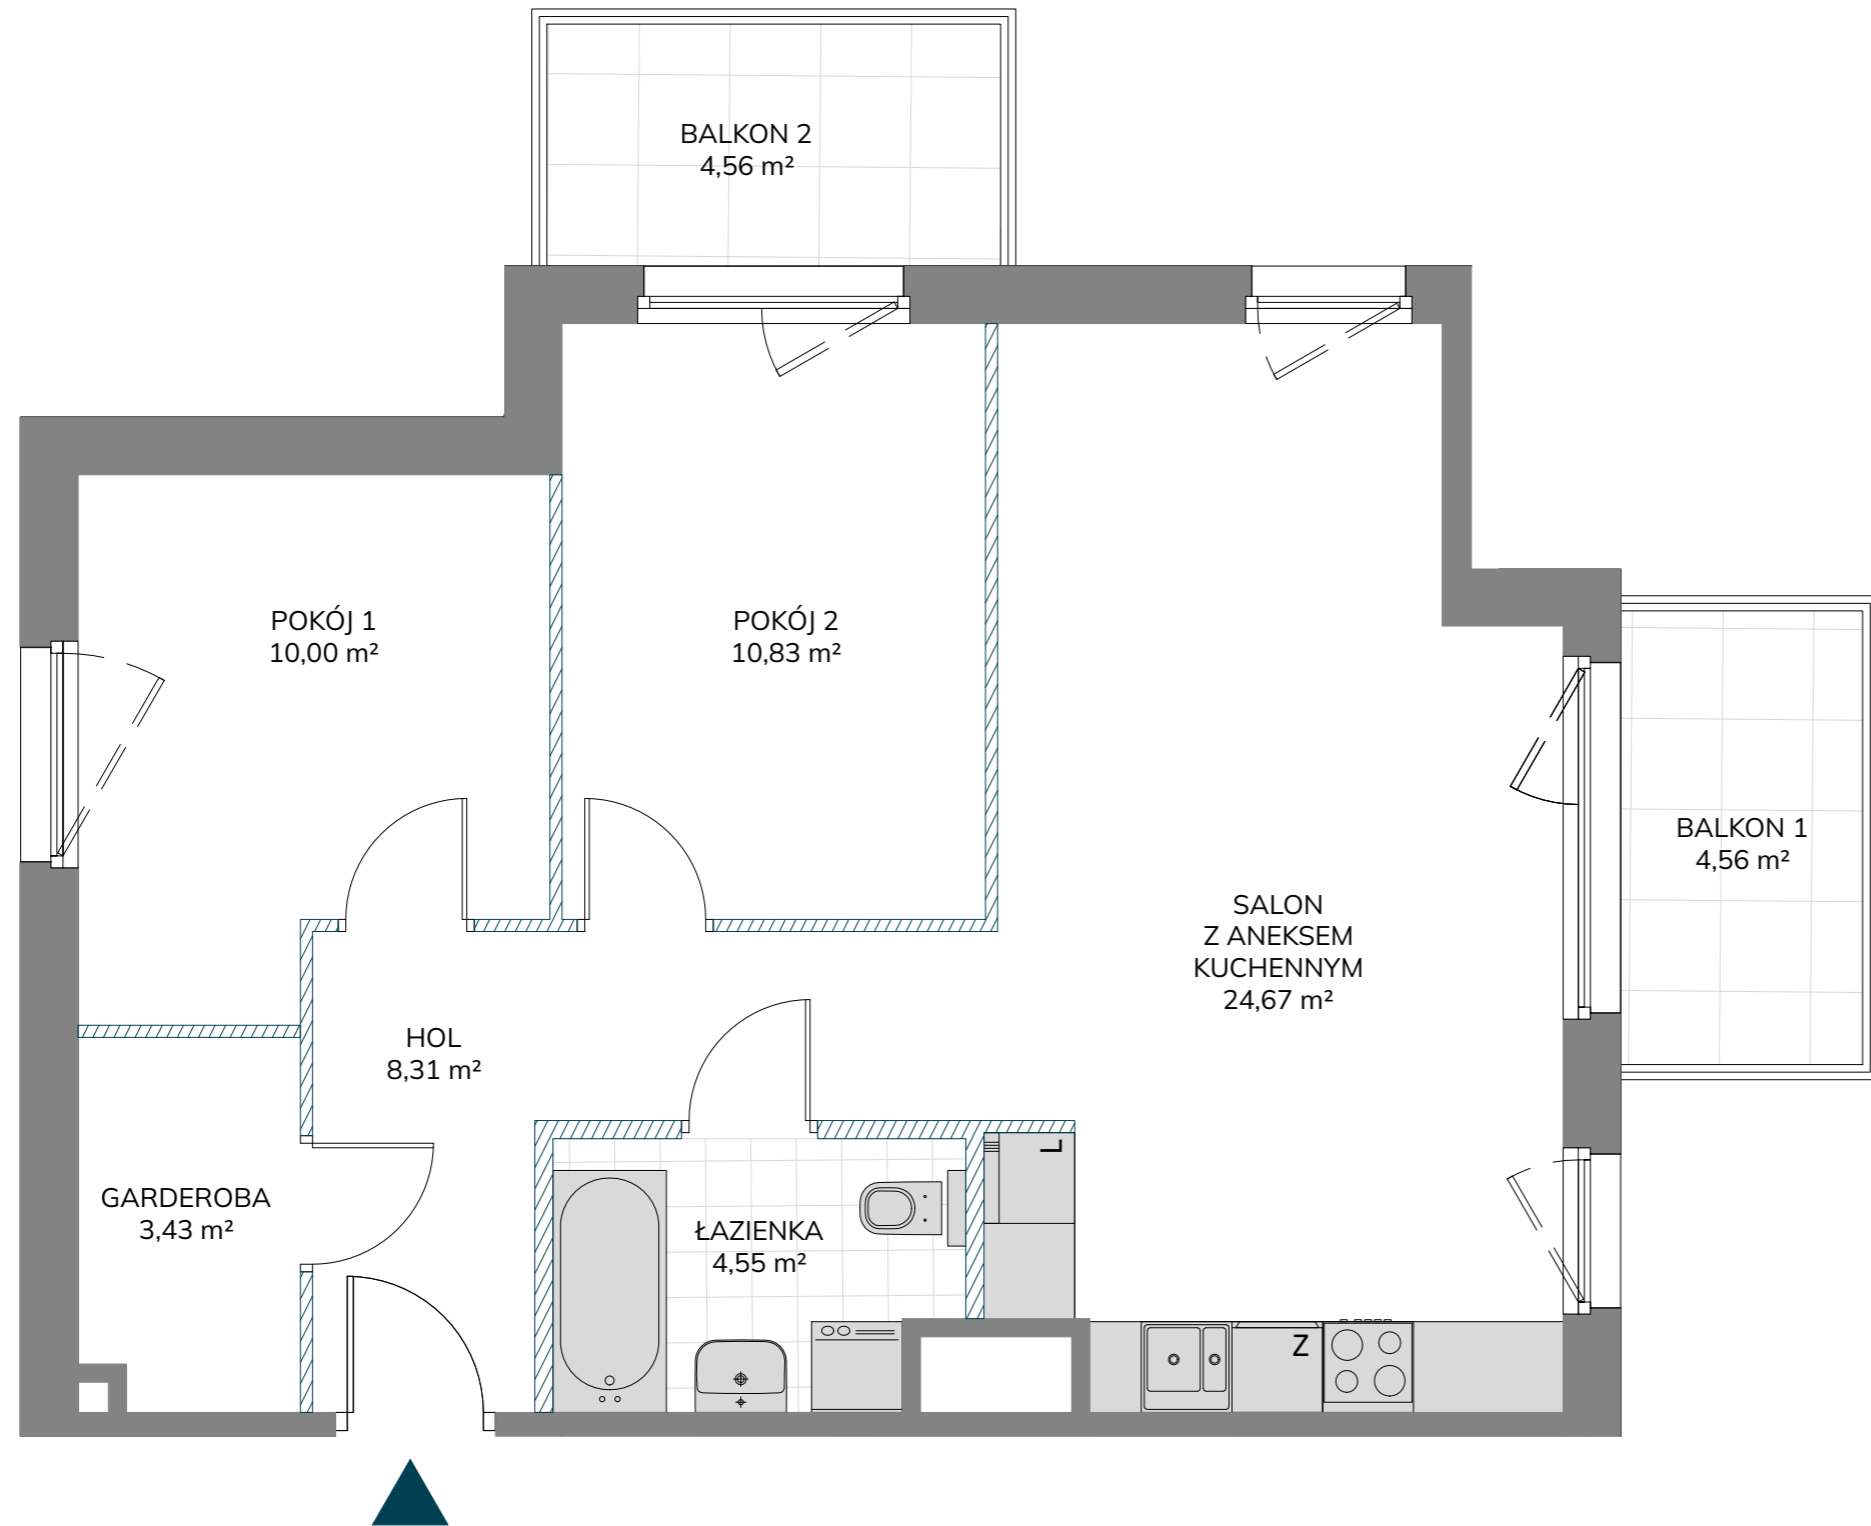 BALKON 2
4,56 m²
POKÓJ 1
10,00 m²
POKÓJ 2
10,83 m²
BALKON 1
4,56 m²
SALON
Z ANEKSEM
KUCHENNYM
24,67 m²
HOL
8,31 m²
GARDEROBA
3,43 m²
ŁAZIENKA
4,55 m²
L
Z